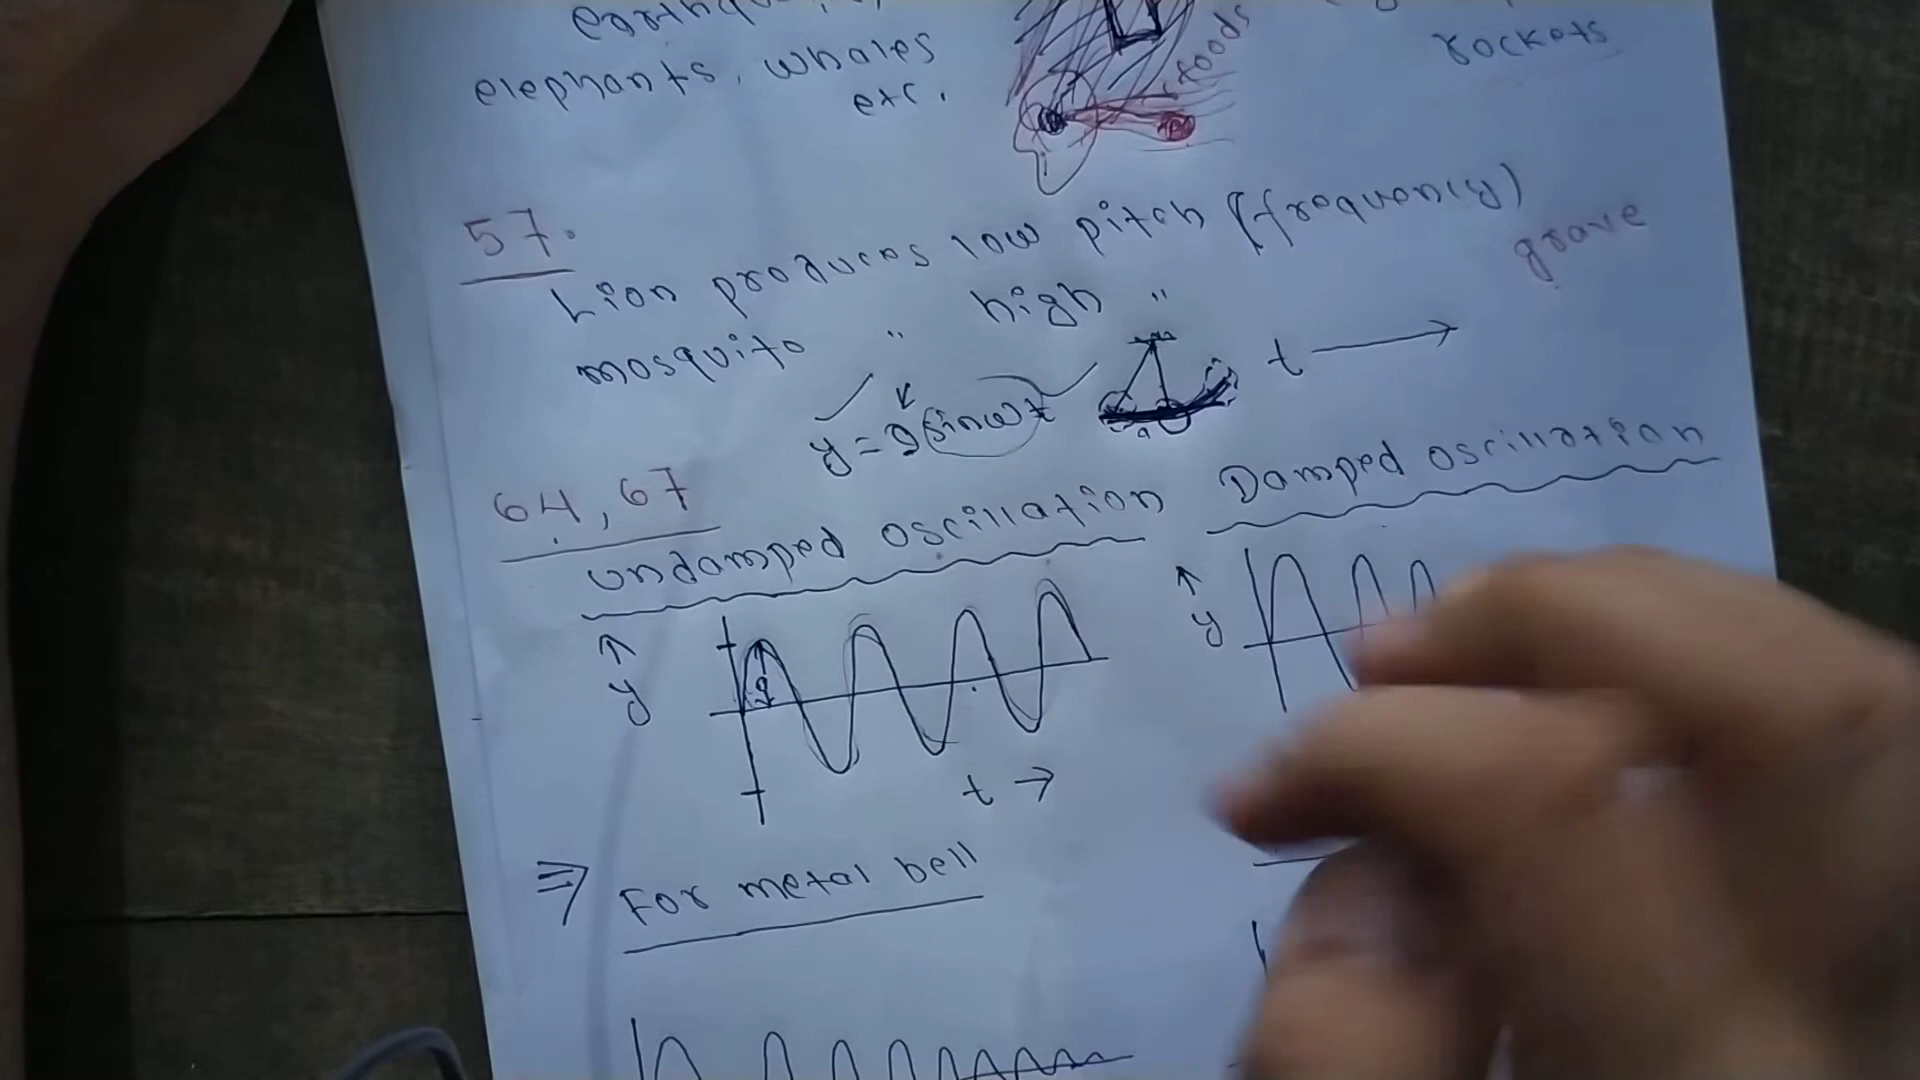 elephants, whales
etc.
foods
rockets
57.
Lion produces low pitch (frequency)
grave
mosquito " high "
t →
y = a sinωt
64, 67
undamped oscillation
Damped oscillation
↑
y
a
t →
↑
y
⇒ For metal bell